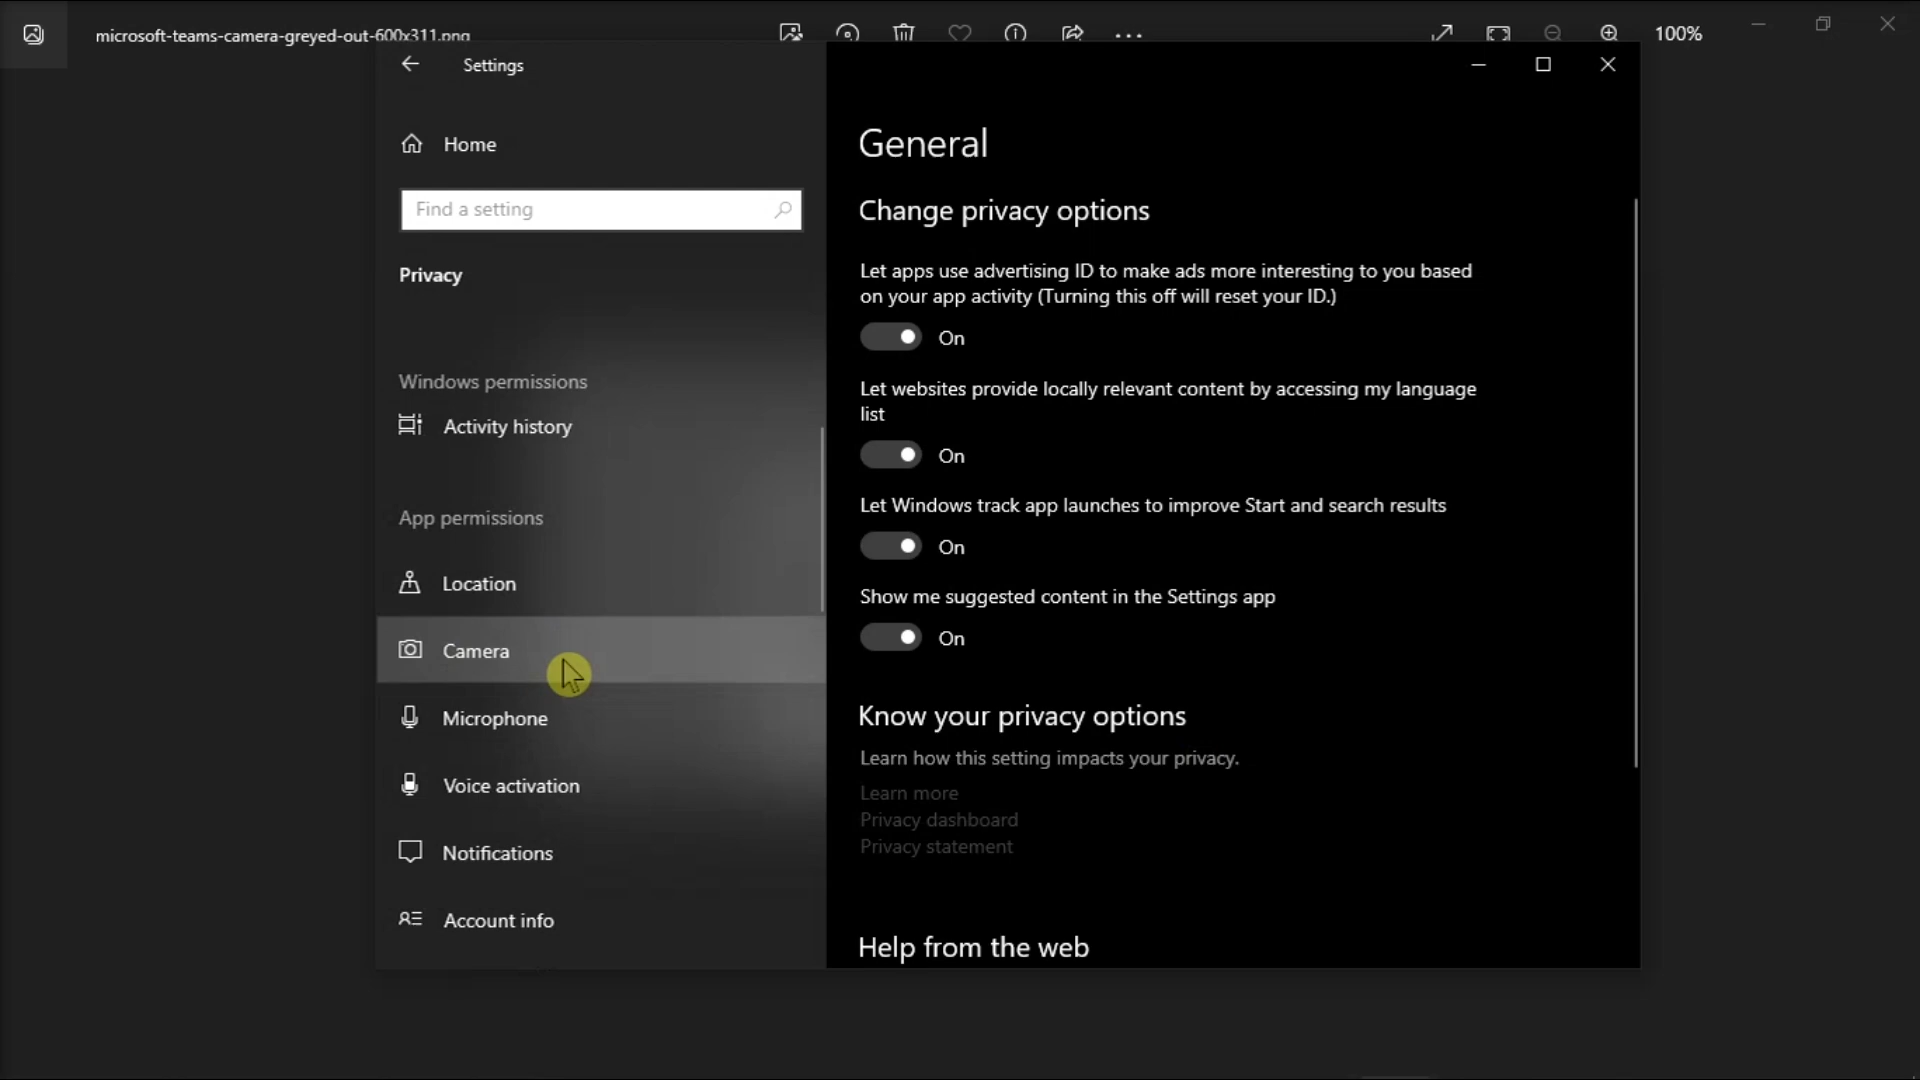 microsoft-teams-camera-greyed-out-600x311.png
100%
Settings
Home
Find a setting
Privacy
Windows permissions
Activity history
App permissions
Location
Camera
Microphone
Voice activation
Notifications
Account info
General
Change privacy options
Let apps use advertising ID to make ads more interesting to you based
on your app activity (Turning this off will reset your ID.)
On
Let websites provide locally relevant content by accessing my language
list
On
Let Windows track app launches to improve Start and search results
On
Show me suggested content in the Settings app
On
Know your privacy options
Learn how this setting impacts your privacy.
Learn more
Privacy dashboard
Privacy statement
Help from the web